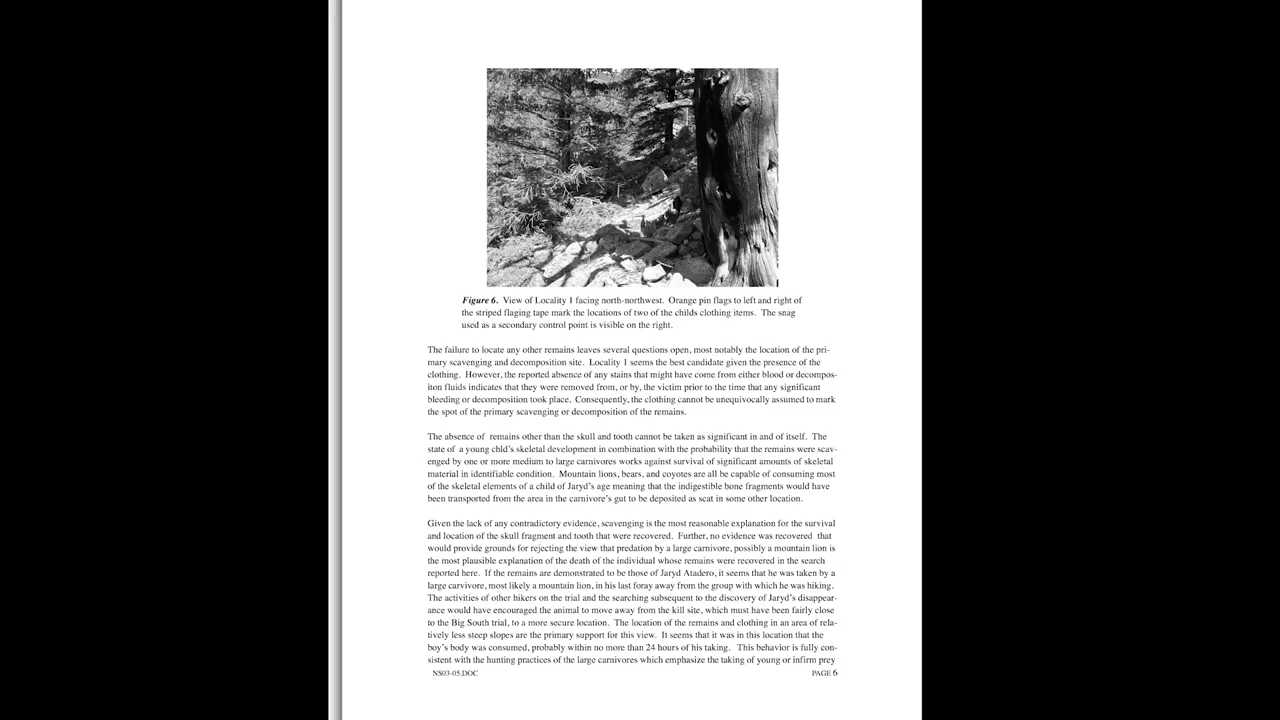 Figure 6. View of Locality 1 facing north-northwest. Orange pin flags to left and right of
the striped flaging tape mark the locations of two of the childs clothing items. The snag
used as a secondary control point is visible on the right.
The failure to locate any other remains leaves several questions open, most notably the location of the pri-
mary scavenging and decomposition site. Locality 1 seems the best candidate given the presence of the
clothing. However, the reported absence of any stains that might have come from either blood or decompos-
iton fluids indicates that they were removed from, or by, the victim prior to the time that any significant
bleeding or decomposition took place. Consequently, the clothing cannot be unequivocally assumed to mark
the spot of the primary scavenging or decomposition of the remains.
The absence of remains other than the skull and tooth cannot be taken as significant in and of itself. The
state of a young chld's skeletal development in combination with the probability that the remains were scav-
enged by one or more medium to large carnivores works against survival of significant amounts of skeletal
material in identifiable condition. Mountain lions, bears, and coyotes are all be capable of consuming most
of the skeletal elements of a child of Jaryd's age meaning that the indigestible bone fragments would have
been transported from the area in the carnivore's gut to be deposited as scat in some other location.
Given the lack of any contradictory evidence, scavenging is the most reasonable explanation for the survival
and location of the skull fragment and tooth that were recovered. Further, no evidence was recovered that
would provide grounds for rejecting the view that predation by a large carnivore, possibly a mountain lion is
the most plausible explanation of the death of the individual whose remains were recovered in the search
reported here. If the remains are demonstrated to be those of Jaryd Atadero, it seems that he was taken by a
large carvivore, most likely a mountain lion, in his last foray away from the group with which he was hiking.
The activities of other hikers on the trial and the searching subsequent to the discovery of Jaryd's disappear-
ance would have encouraged the animal to move away from the kill site, which must have been fairly close
to the Big South trial, to a more secure location. The location of the remains and clothing in an area of rela-
tively less steep slopes are the primary support for this view. It seems that it was in this location that the
boy's body was consumed, probably within no more than 24 hours of his taking. This behavior is fully con-
sistent with the hunting practices of the large carnivores which emphasize the taking of young or infirm prey
NS03-05.DOC PAGE 6